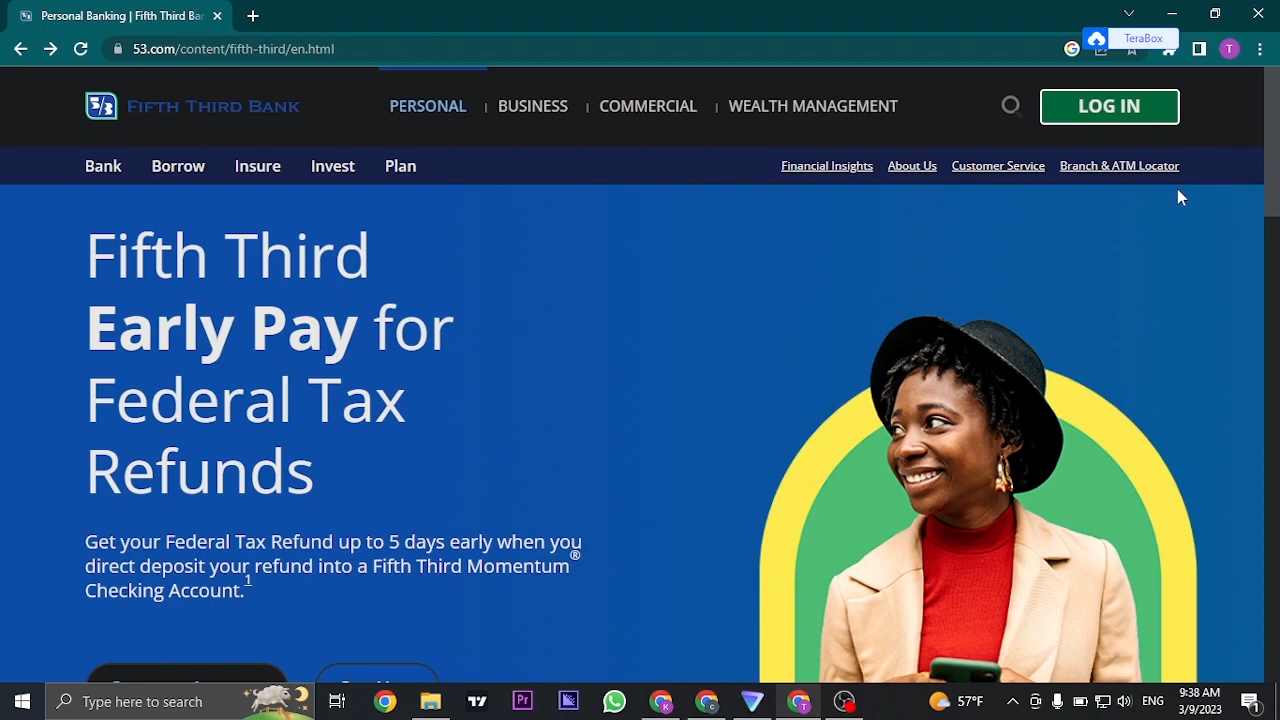 Personal Banking | Fifth Third Bar
53.com/content/fifth-third/en.html
TeraBox
T
5/3 FIFTH THIRD BANK
PERSONAL | BUSINESS | COMMERCIAL | WEALTH MANAGEMENT
LOG IN
Bank Borrow Insure Invest Plan
Financial Insights About Us Customer Service Branch & ATM Locator
Fifth Third
Early Pay for
Federal Tax
Refunds
Get your Federal Tax Refund up to 5 days early when you
direct deposit your refund into a Fifth Third Momentum®
Checking Account.1
Type here to search
Pr
57°F
ENG
9:38 AM
3/9/2023